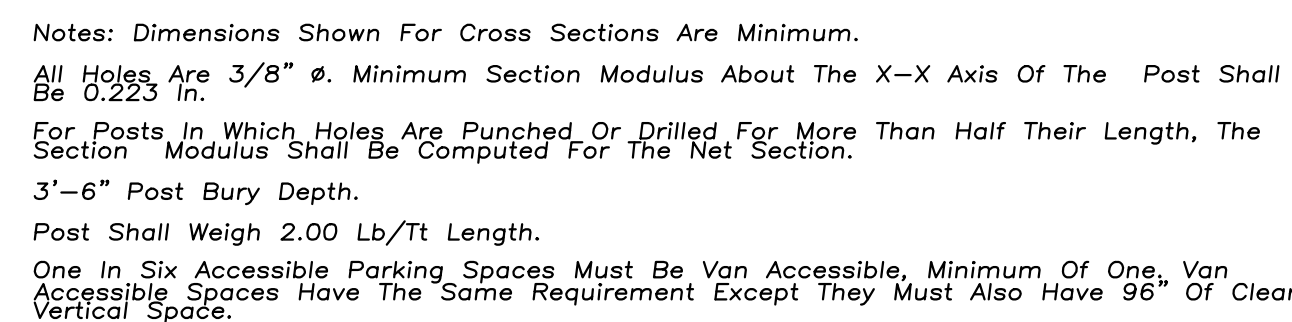 Notes: Dimensions Shown For Cross Sections Are Minimum.
All Holes Are 3/8” ø. Minimum Section Modulus About The X–X Axis Of The Post Shall
Be 0.223 In.
For Posts In Which Holes Are Punched Or Drilled For More Than Half Their Length, The
Section Modulus Shall Be Computed For The Net Section.
3’–6” Post Bury Depth.
Post Shall Weigh 2.00 Lb/Tt Length.
One In Six Accessible Parking Spaces Must Be Van Accessible, Minimum Of One. Van
Accessible Spaces Have The Same Requirement Except They Must Also Have 96” Of Clear
Vertical Space.